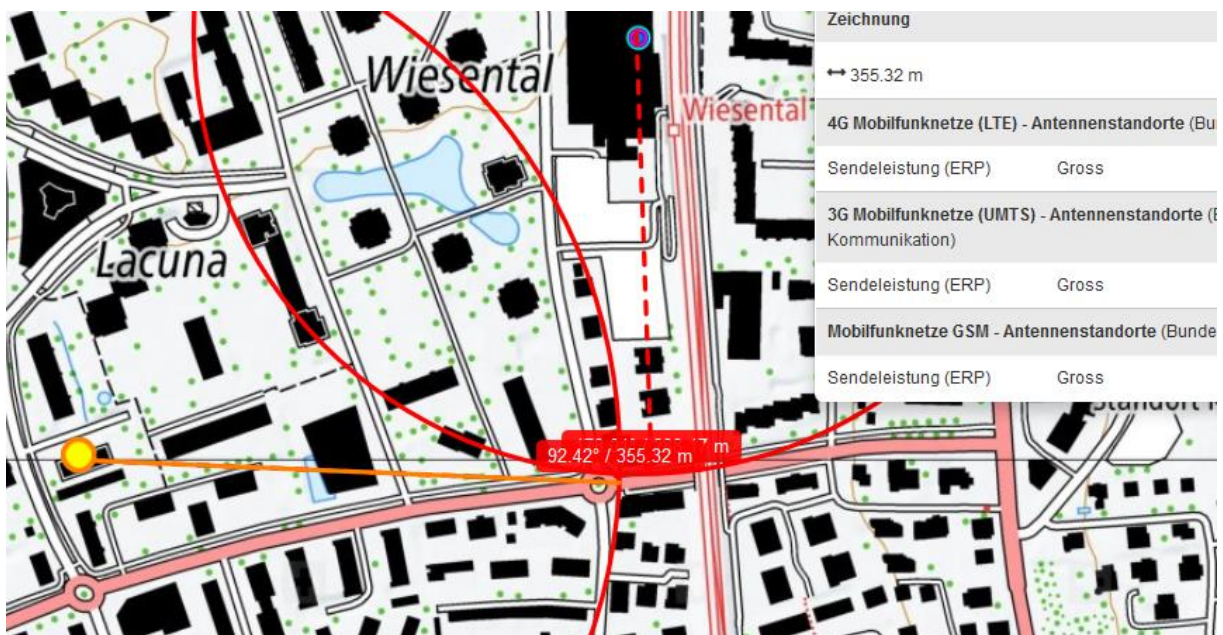 Zeichnung
↔ 355.32 m
4G Mobilfunknetze (LTE) - Antennenstandorte (Bu
Sendeleistung (ERP) Gross
3G Mobilfunknetze (UMTS) - Antennenstandorte (B
Kommunikation)
Sendeleistung (ERP) Gross
Mobilfunknetze GSM - Antennenstandorte (Bunde
Sendeleistung (ERP) Gross
Wiesental
Wiesental
Lacuna
Standort
m
92.42° / 355.32 m